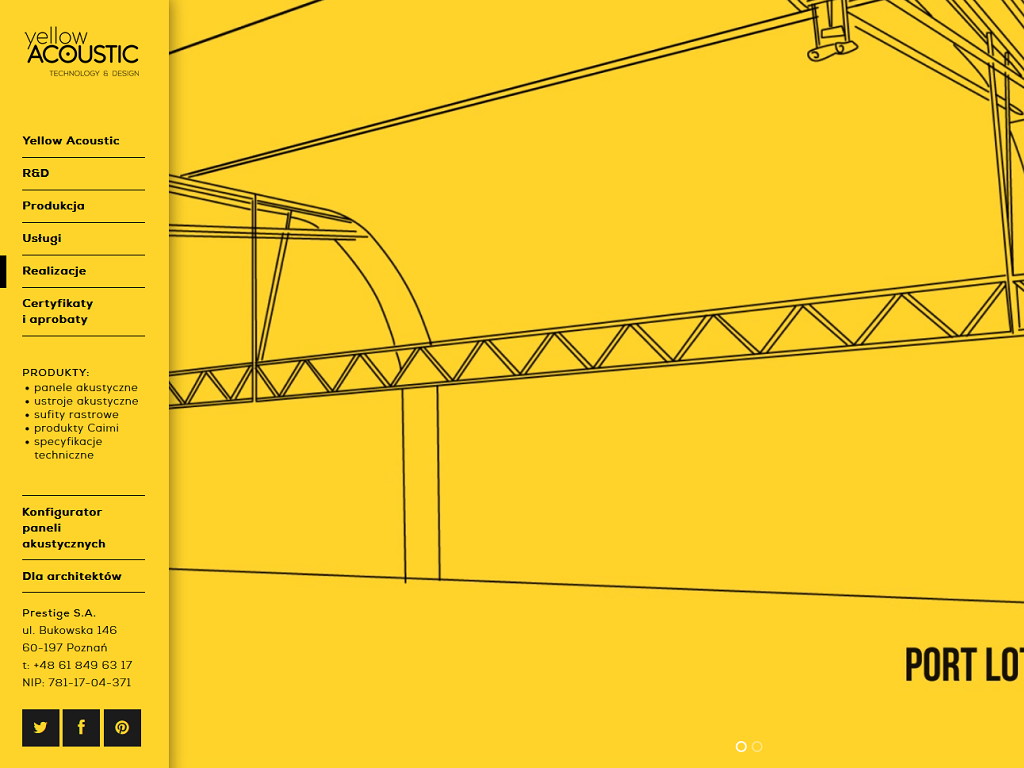 yellow
ACOUSTIC
TECHNOLOGY & DESIGN
Yellow Acoustic
R&D
Produkcja
Usługi
Realizacje
Certyfikaty
i aprobaty
PRODUKTY:
• panele akustyczne
• ustroje akustyczne
• sufity rastrowe
• produkty Caimi
• specyfikacje
techniczne
Konfigurator
paneli
akustycznych
Dla architektów
Prestige S.A.
ul. Bukowska 146
60-197 Poznań
t: +48 61 849 63 17
NIP: 781-17-04-371
PORT LOT